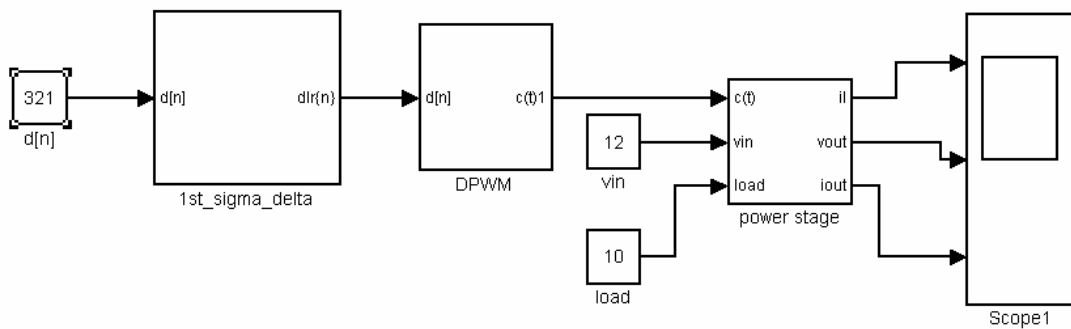 321
d[n]
d[n]
dlr{n}
1st_sigma_delta
d[n]
c(t)1
DPWM
12
vin
10
load
c(t)
vin
load
il
vout
iout
power stage
Scope1